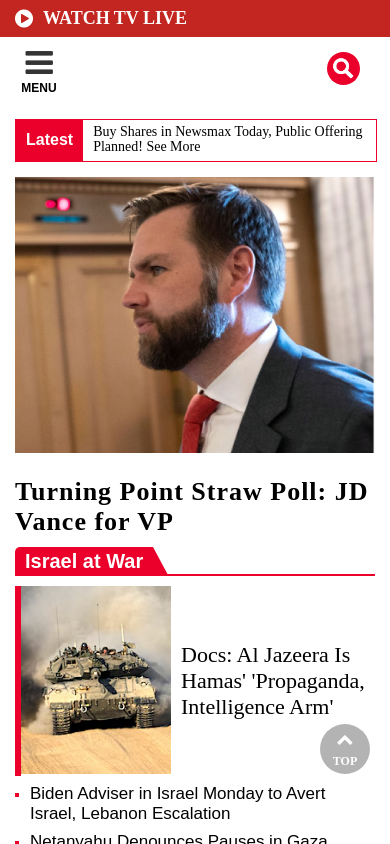 WATCH TV LIVE
MENU
Latest
Buy Shares in Newsmax Today, Public Offering
Planned! See More
Turning Point Straw Poll: JD
Vance for VP
Israel at War
Docs: Al Jazeera Is
Hamas' 'Propaganda,
Intelligence Arm'
TOP
Biden Adviser in Israel Monday to Avert
Israel, Lebanon Escalation
Netanyahu Denounces Pauses in Gaza